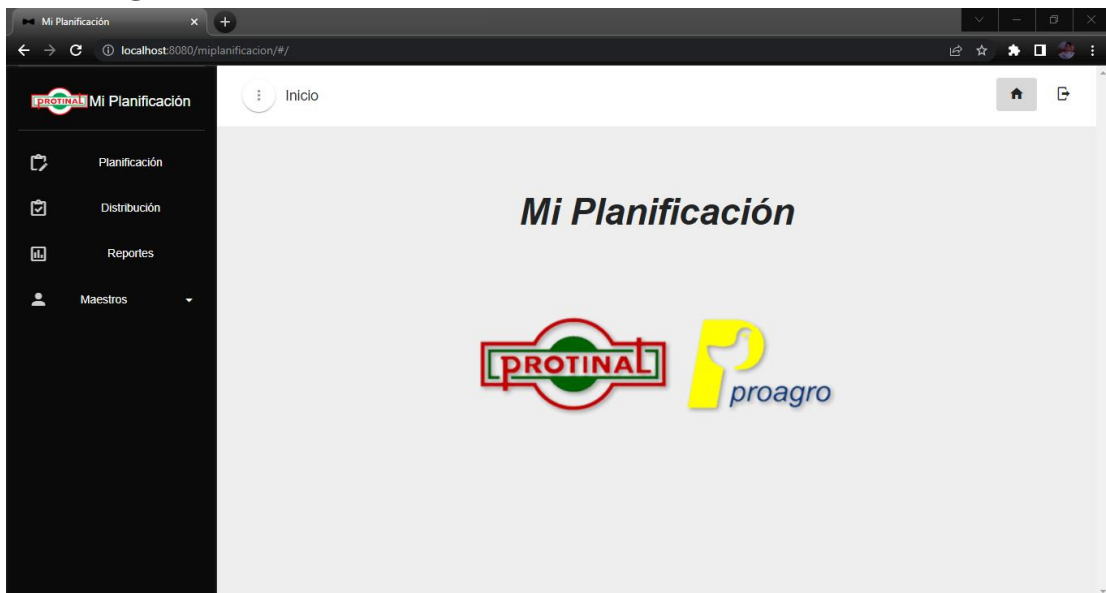 Mi Planificación
localhost:8080/miplanificacion/#/
PROTINAL Mi Planificación
Inicio
Planificación
Distribución
Reportes
Maestros
Mi Planificación
PROTINAL
proagro